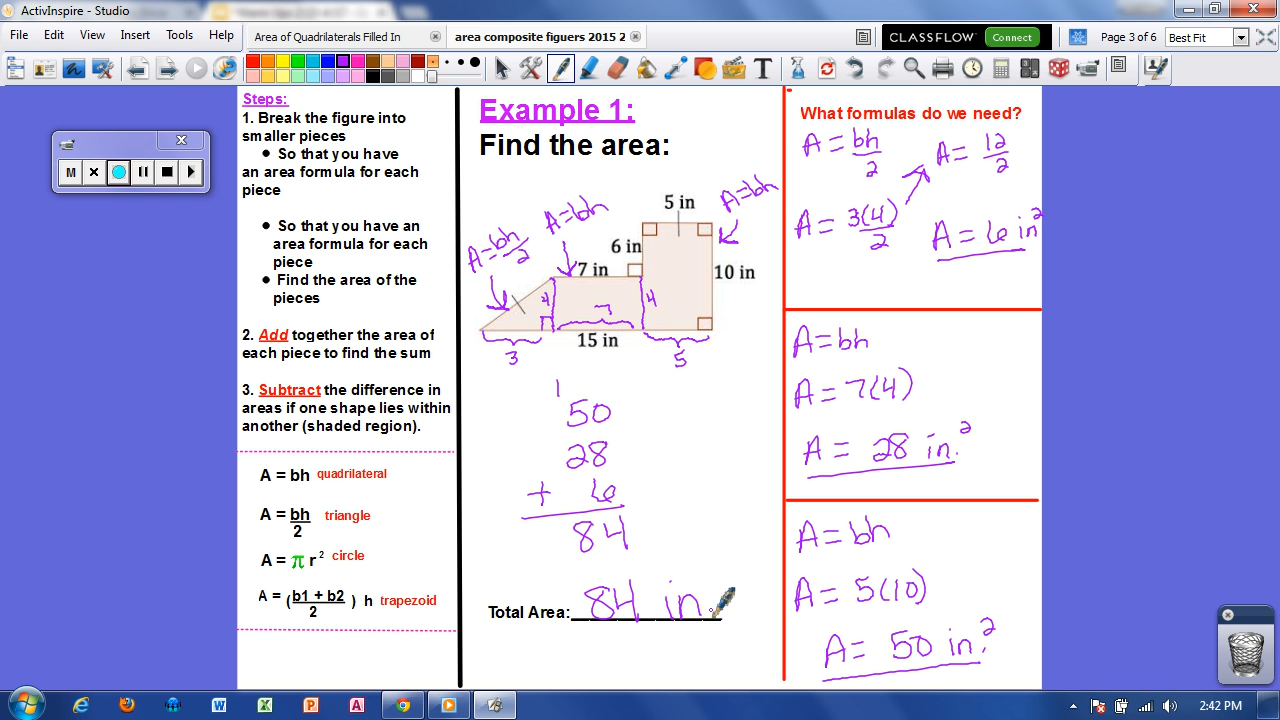 ActivInspire - Studio
File Edit View Insert Tools Help
Area of Quadrilaterals Filled In
area composite figuers 2015 2
CLASSFLOW Connect
Page 3 of 6
Best Fit
M
Steps:
1. Break the figure into
smaller pieces
• So that you have
an area formula for each
piece
• So that you have an
area formula for each
piece
• Find the area of the
pieces
2. Add together the area of
each piece to find the sum
3. Subtract the difference in
areas if one shape lies within
another (shaded region).
A = bh quadrilateral
A = bh/2 triangle
A = π r² circle
A = (b1 + b2/2) h trapezoid
Example 1:
Find the area:
5 in
A=bh
A=bh
6 in
A=bh/2
7 in
10 in
4
7
4
15 in
3
5
1
50
28
+ 6
84
Total Area: 84 in.
What formulas do we need?
A = bh/2
A = 12/2
A = 3(4)/2
A = 6 in²
A = bh
A = 7(4)
A = 28 in.²
A = bh
A = 5(10)
A = 50 in.²
2:42 PM